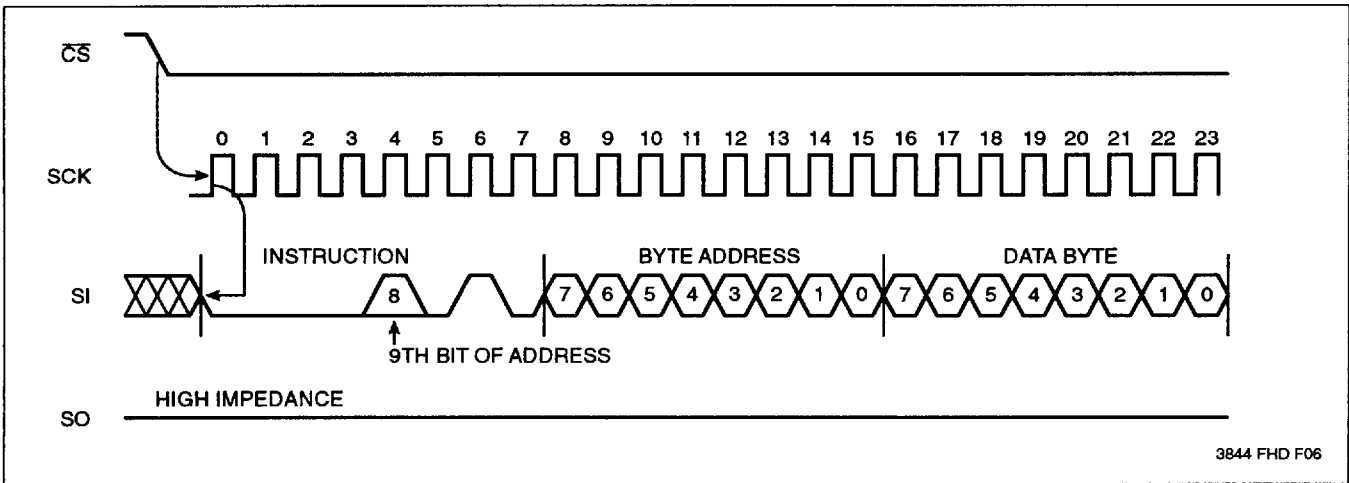 CS
0 1 2 3 4 5 6 7 8 9 10 11 12 13 14 15 16 17 18 19 20 21 22 23
SCK
INSTRUCTION BYTE ADDRESS DATA BYTE
SI 8 7 6 5 4 3 2 1 0 7 6 5 4 3 2 1 0
9TH BIT OF ADDRESS
HIGH IMPEDANCE
SO
3844 FHD F06